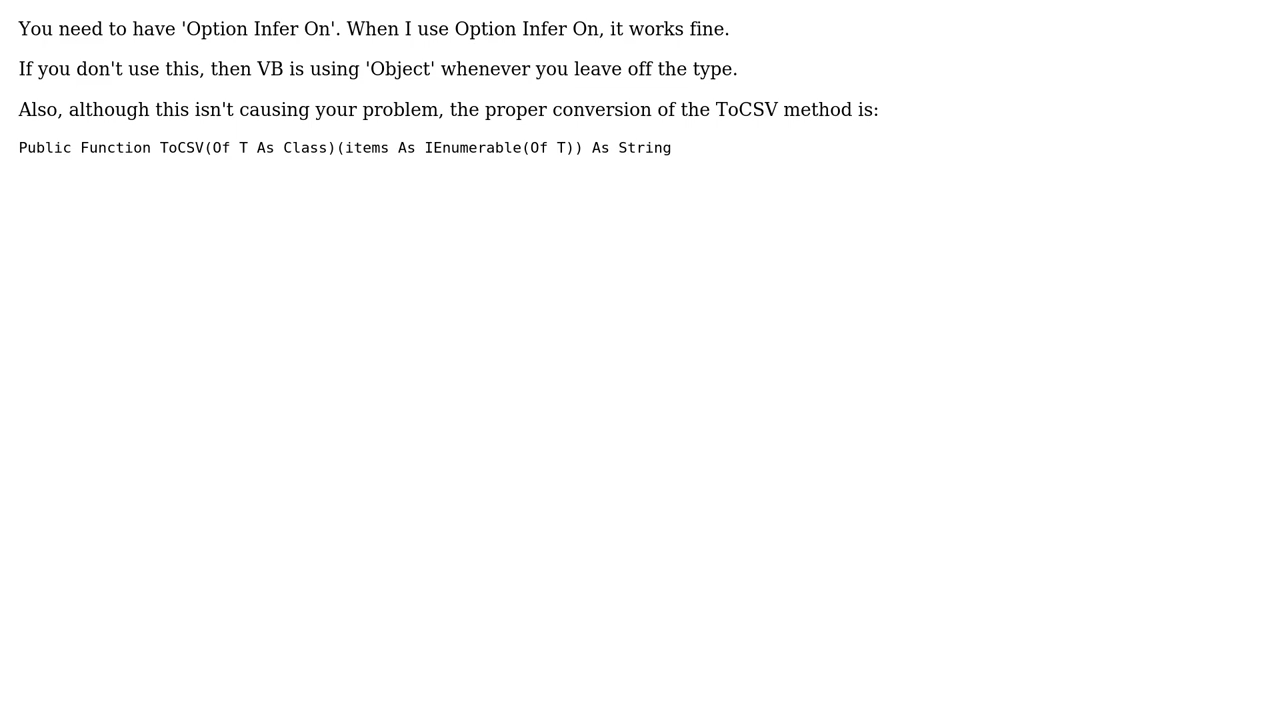 You need to have 'Option Infer On'. When I use Option Infer On, it works fine.
If you don't use this, then VB is using 'Object' whenever you leave off the type.
Also, although this isn't causing your problem, the proper conversion of the ToCSV method is:
Public Function ToCSV(Of T As Class)(items As IEnumerable(Of T)) As String